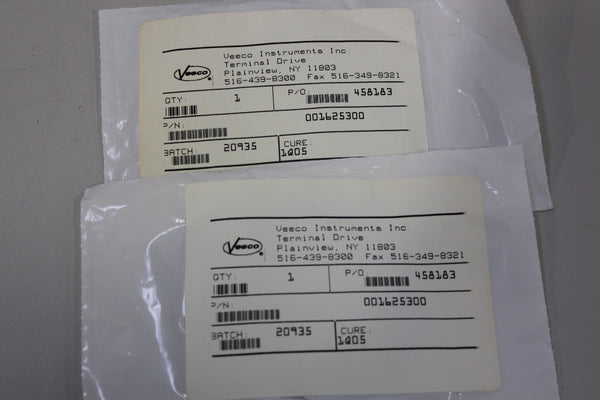 Veeco Instruments Inc.
Terminal Drive
Plainview, NY 11803
516-439-8300 Fax 516-349-8321
Veeco
QTY: 1 P/O 458183
P/N: 001625300
BATCH: 20935 CURE:
1Q05
Veeco Instruments Inc.
Terminal Drive
Plainview, NY 11803
516-439-8300 Fax 516-349-8321
Veeco
QTY: 1 P/O 458183
P/N: 001625300
BATCH: 20935 CURE:
1Q05